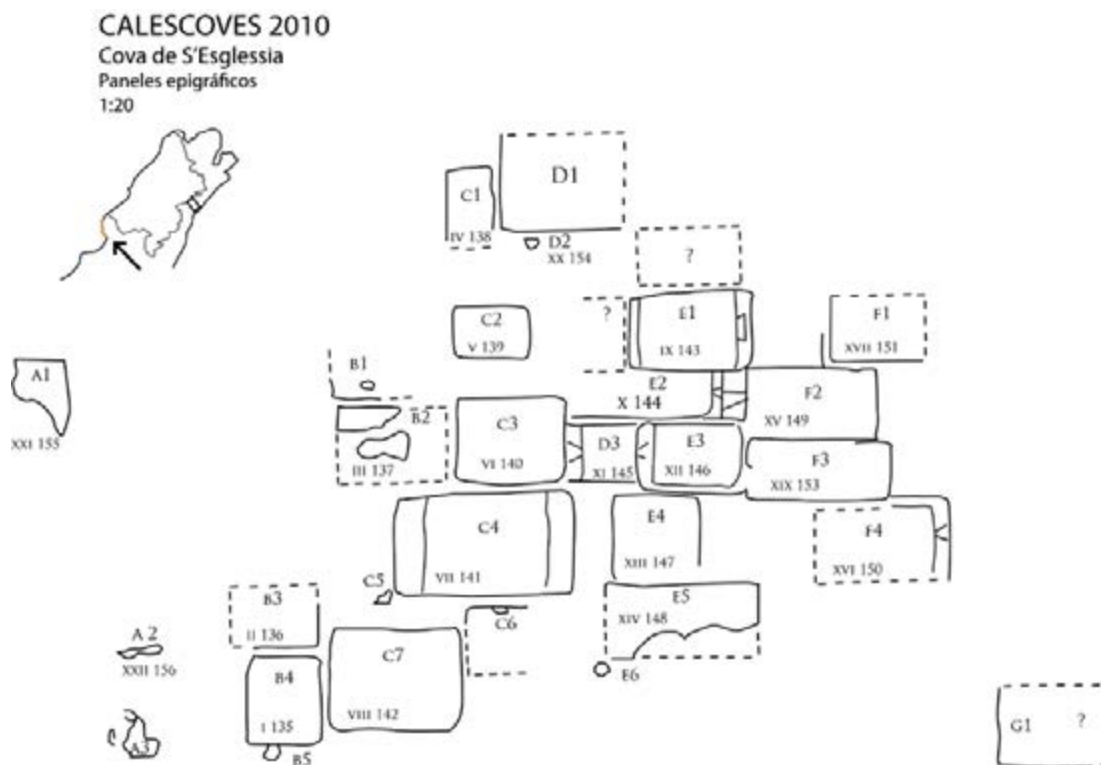 CALESCOVES 2010
Cova de S'Esglessia
Paneles epigráficos
1:20
D1
C1
IV 138
D2
XX 154
?
?
E1
IX 143
F1
XVII 151
C2
V 139
A1
XXI 155
B1
B2
III 137
E2
X 144
F2
XV 149
C3
VI 140
D3
XI 145
E3
XII 146
F3
XIX 153
C4
VII 141
E4
XIII 147
F4
XVI 150
C5
B3
II 136
C6
E5
XIV 148
E6
A 2
XXII 156
C7
VIII 142
B4
I 135
B5
A3
G1 ?